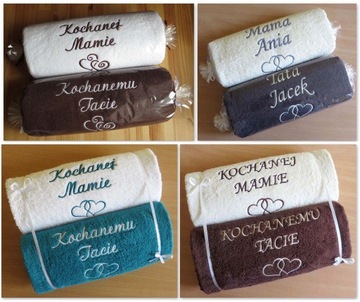 Kochanej
Mamie
Kochanemu
Tacie
Mama
Ania
Tata
Jacek
Kochanej
Mamie
Kochanemu
Tacie
KOCHANEJ
MAMIE
KOCHANEMU
TACIE